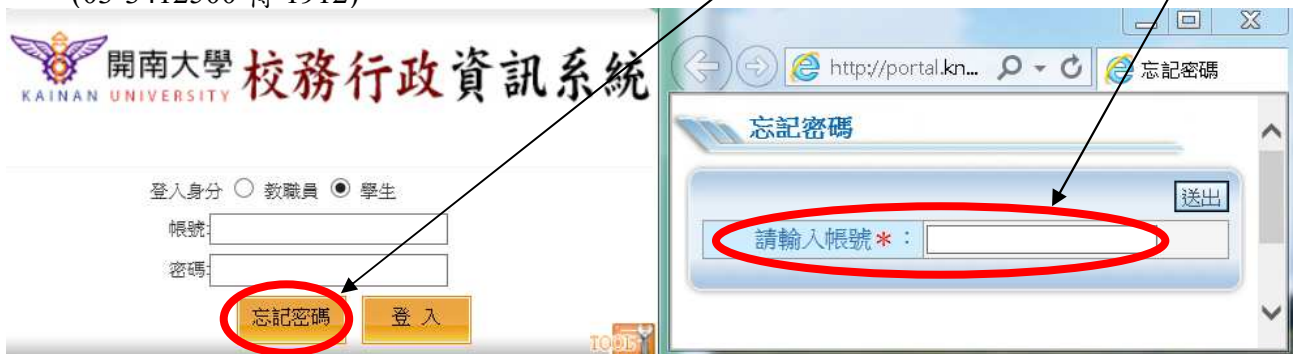 開南大學 校務行政資訊系統
KAINAN UNIVERSITY
登入身分 教職員 學生
帳號:
密碼:
忘記密碼 登 入
http://portal.kn... 忘記密碼
忘記密碼
送出
請輸入帳號*：